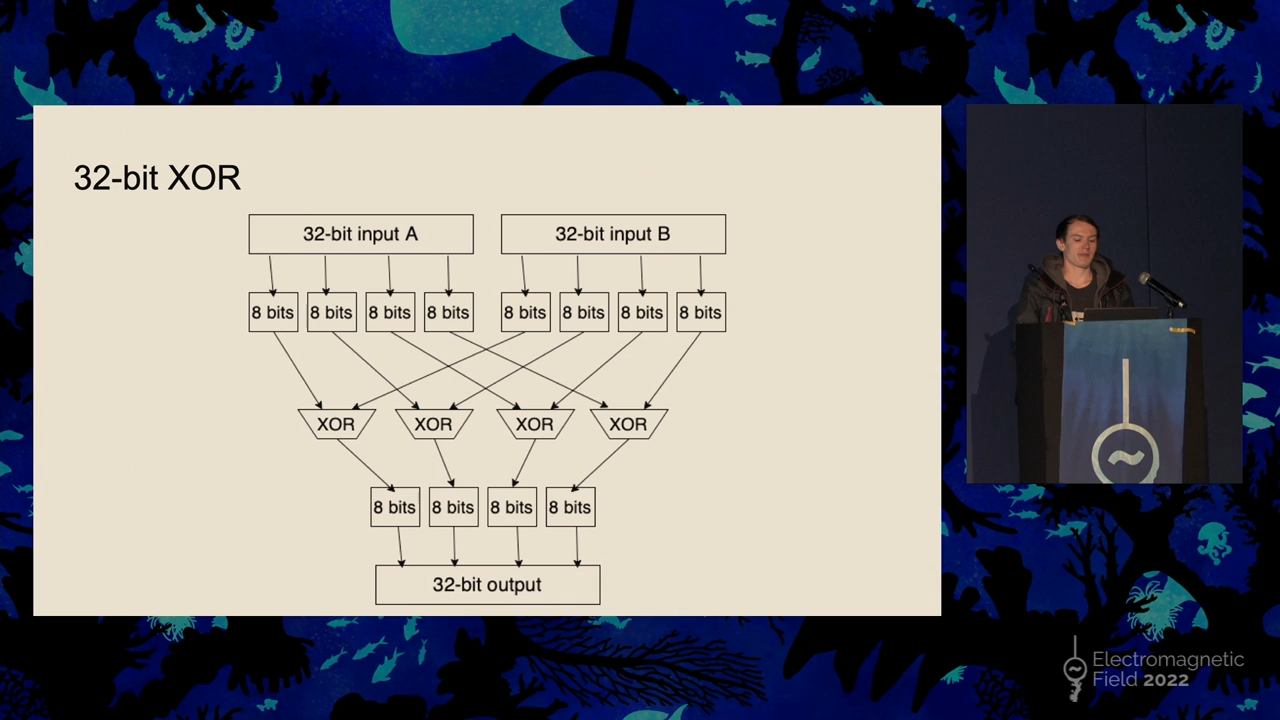 32-bit XOR
32-bit input A
32-bit input B
8 bits
8 bits
8 bits
8 bits
8 bits
8 bits
8 bits
8 bits
XOR
XOR
XOR
XOR
8 bits
8 bits
8 bits
8 bits
32-bit output
Electromagnetic
Field 2022